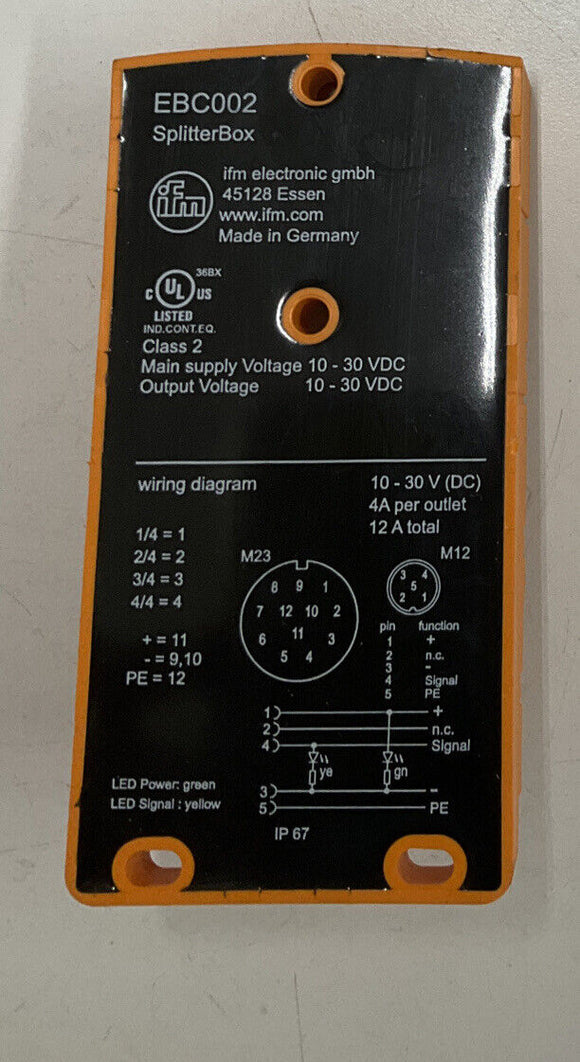 EBC002
SplitterBox
ifm
ifm electronic gmbh
45128 Essen
www.ifm.com
Made in Germany
36BX
C UL US
LISTED
IND.CONT.EQ.
Class 2
Main supply Voltage 10 - 30 VDC
Output Voltage 10 - 30 VDC
wiring diagram
10 - 30 V (DC)
4A per outlet
12 A total
1/4 = 1
2/4 = 2
3/4 = 3
4/4 = 4
+ = 11
- = 9,10
PE = 12
M23
8 9 1
7 12 10 2
6 11 3
5 4
M12
3 4
5
2 1
pin function
1 +
2 n.c.
3 -
4 Signal
5 PE
1 +
2 n.c.
4 Signal
ye gn
3 -
5 PE
LED Power: green
LED Signal : yellow
IP 67